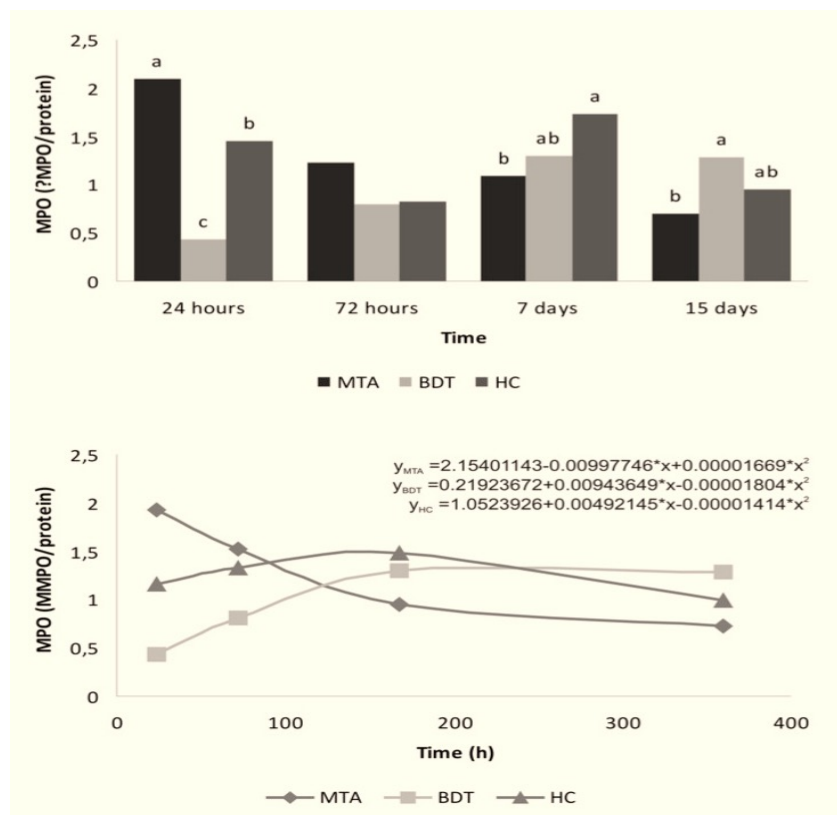 2,5
2
1,5
1
0,5
0
MPO (?MPO/protein)
a
c
b
b
ab
a
b
a
ab
24 hours 72 hours 7 days 15 days
Time
MTA BDT HC
2,5
2
1,5
1
0,5
0
MPO (MMPO/protein)
yMTA =2.15401143-0.00997746*x+0.00001669*x²
yBDT =0.21923672+0.00943649*x-0.00001804*x²
yHC =1.0523926+0.00492145*x-0.00001414*x²
0 100 200 300 400
Time (h)
MTA BDT HC